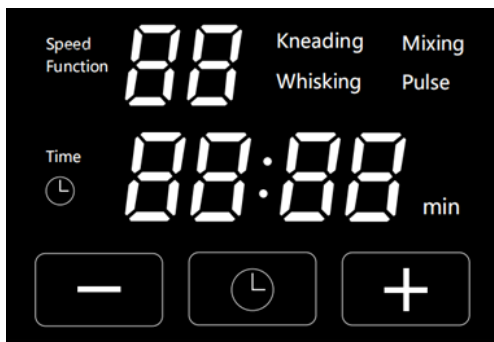 Speed
Function
88
Kneading
Mixing
Whisking
Pulse
Time
88:88
min
− +